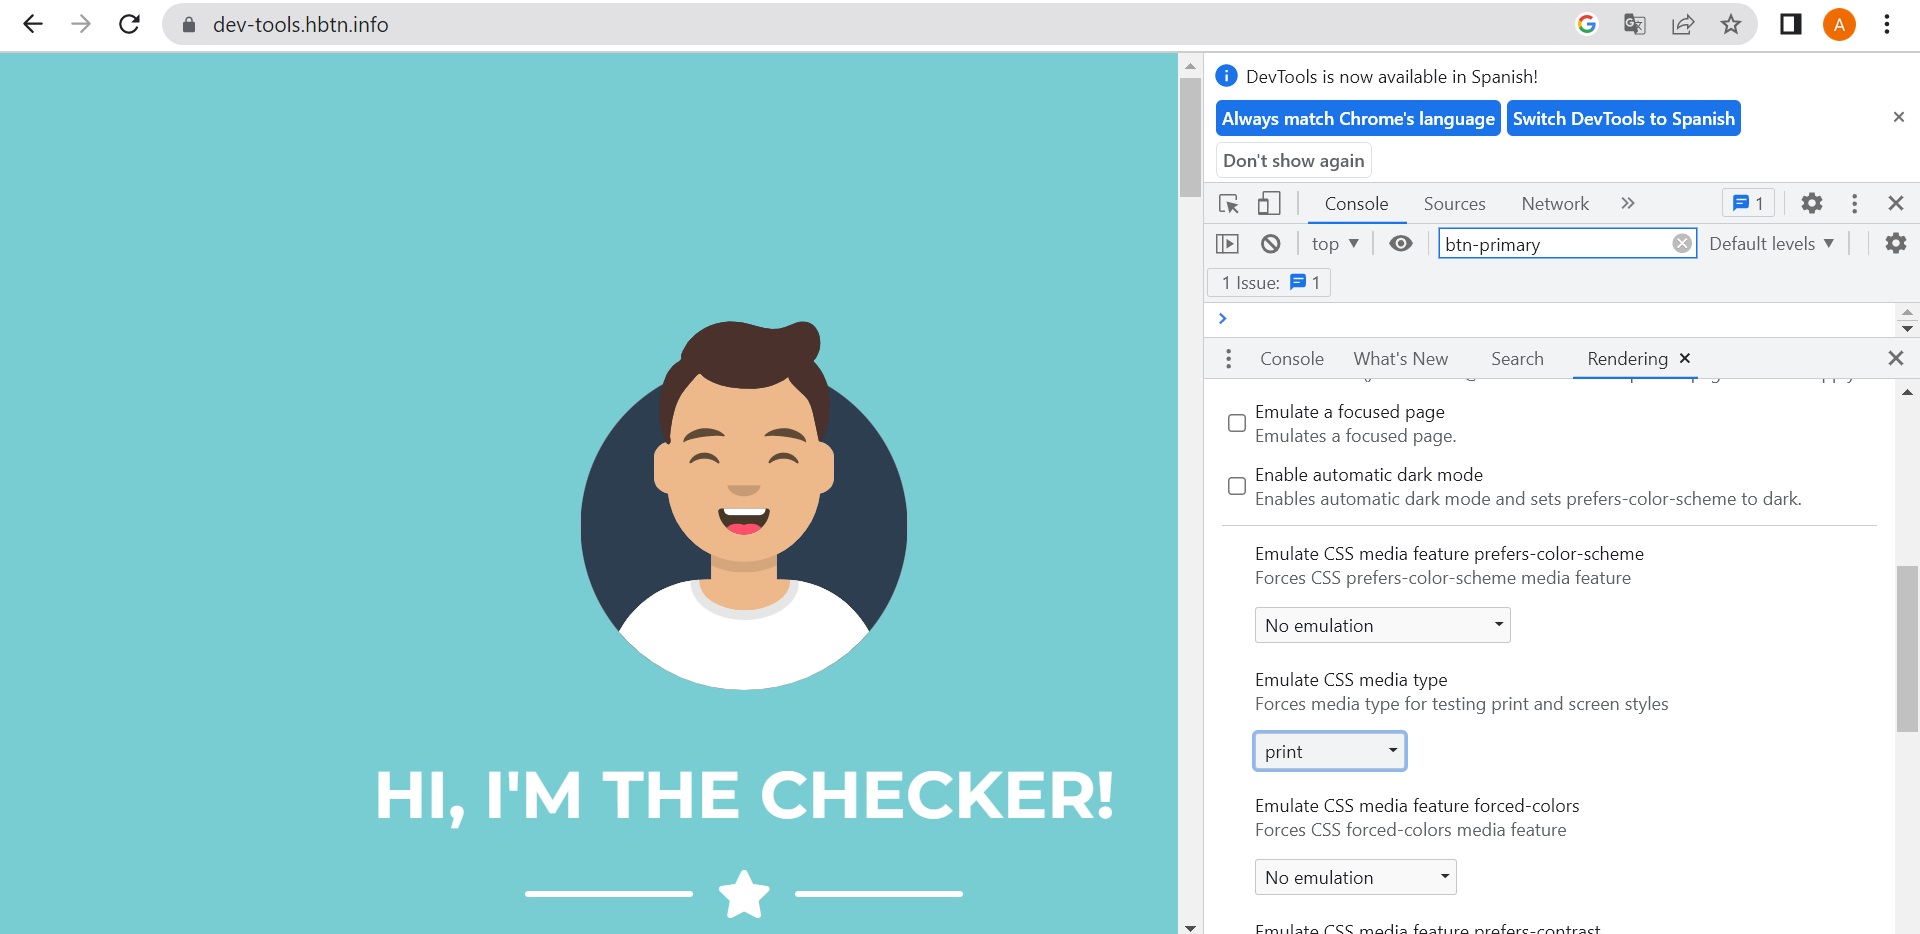 dev-tools.hbtn.info
A
DevTools is now available in Spanish!
Always match Chrome's language
Switch DevTools to Spanish
Don't show again
Console
Sources
Network
1
top
btn-primary
Default levels
1 Issue:
1
Console
What's New
Search
Rendering
Emulate a focused page
Emulates a focused page.
Enable automatic dark mode
Enables automatic dark mode and sets prefers-color-scheme to dark.
Emulate CSS media feature prefers-color-scheme
Forces CSS prefers-color-scheme media feature
No emulation
Emulate CSS media type
Forces media type for testing print and screen styles
print
Emulate CSS media feature forced-colors
Forces CSS forced-colors media feature
No emulation
Emulate CSS media feature prefers-contrast
HI, I'M THE CHECKER!